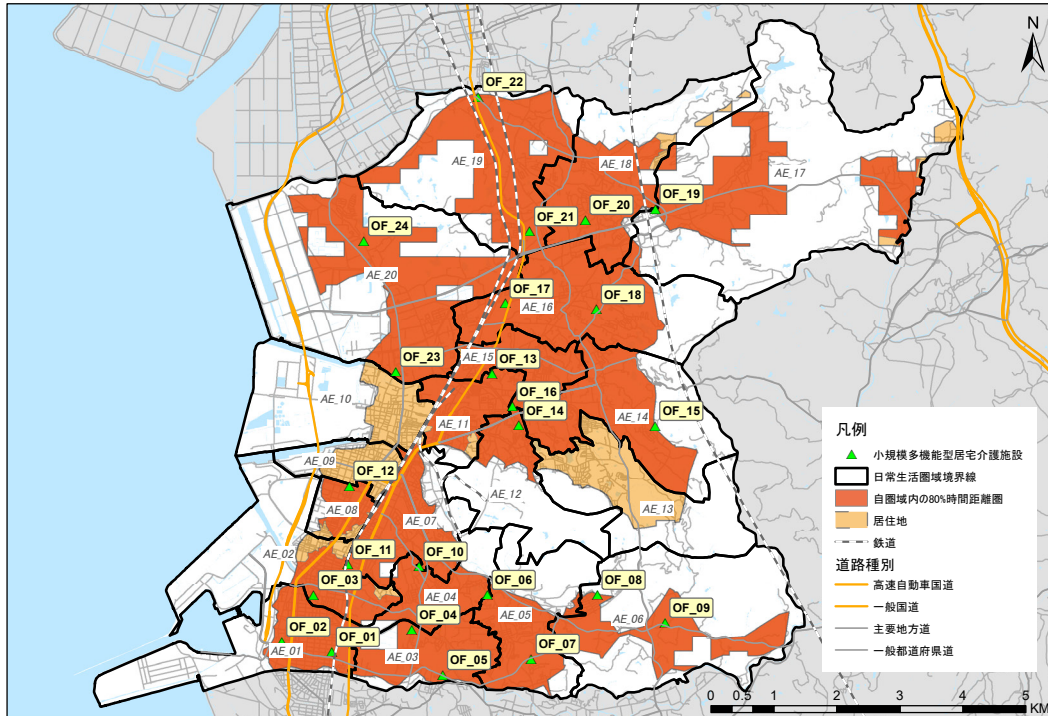 N
OF_22
AE_19
AE_18
AE_17
OF_19
OF_20
OF_21
OF_24
AE_20
OF_17
AE_16
OF_18
AE_15
OF_13
OF_23
AE_10
OF_16
OF_14
AE_11
AE_14
OF_15
AE_09
OF_12
AE_12
AE_08
AE_07
AE_13
AE_02
OF_11
OF_10
OF_03
OF_06
OF_08
AE_04
AE_05
OF_04
AE_06
OF_09
OF_02
OF_01
AE_01
AE_03
OF_05
OF_07
凡例
小規模多機能型居宅介護施設
日常生活圏域境界線
自圏域内の80%時間距離圏
居住地
鉄道
道路種別
高速自動車国道
一般国道
主要地方道
一般都道府県道
0 0.5 1 2 3 4 5
KM